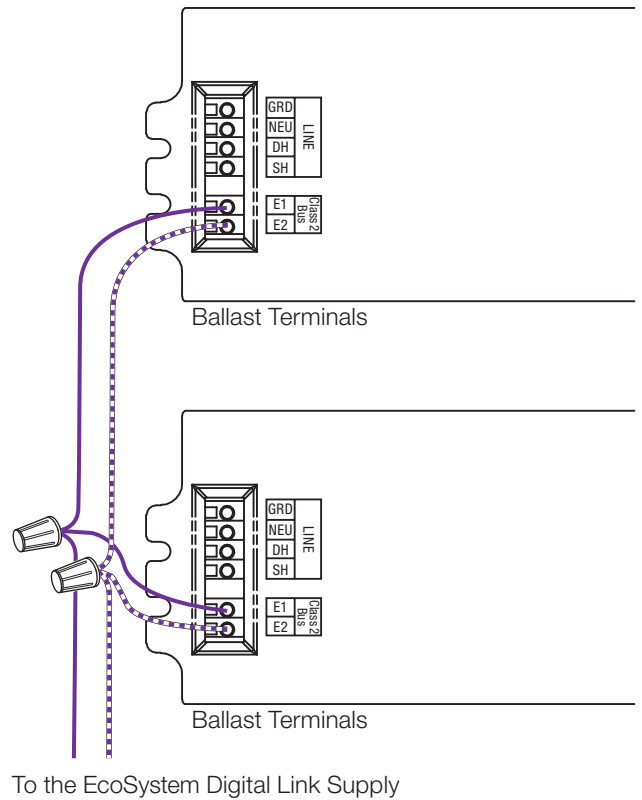 GRD
NEU
DH
SH
LINE
E1
E2
Class 2
Bus
Ballast Terminals
GRD
NEU
DH
SH
LINE
E1
E2
Class 2
Bus
Ballast Terminals
To the EcoSystem Digital Link Supply